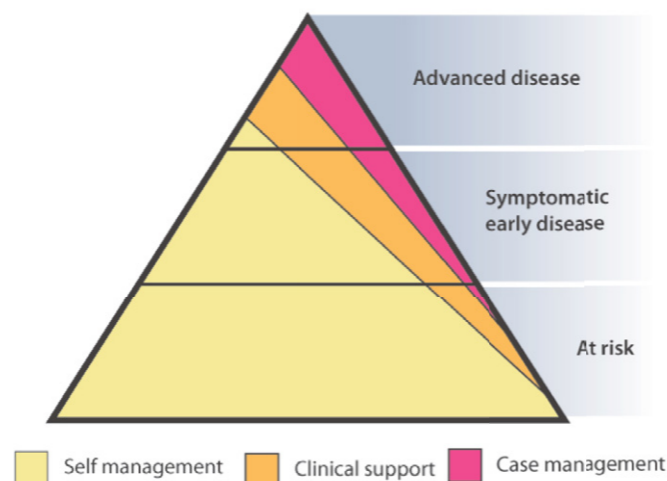 Advanced disease
Symptomatic
early disease
At risk
Self management
Clinical support
Case management